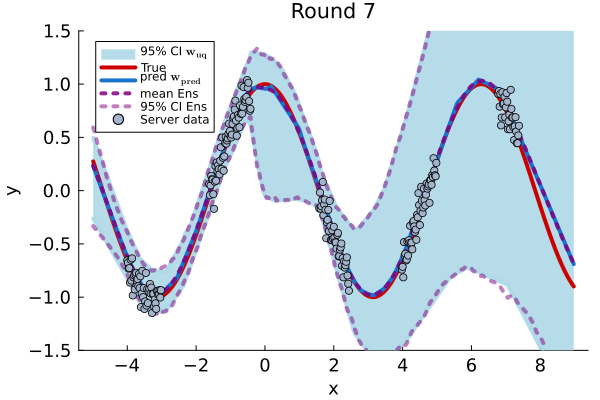 Round 7
1.5
1.0
0.5
0.0
−0.5
−1.0
−1.5
y
95% CI w_uq
True
pred w_pred
mean Ens
95% CI Ens
Server data
−4 −2 0 2 4 6 8
x